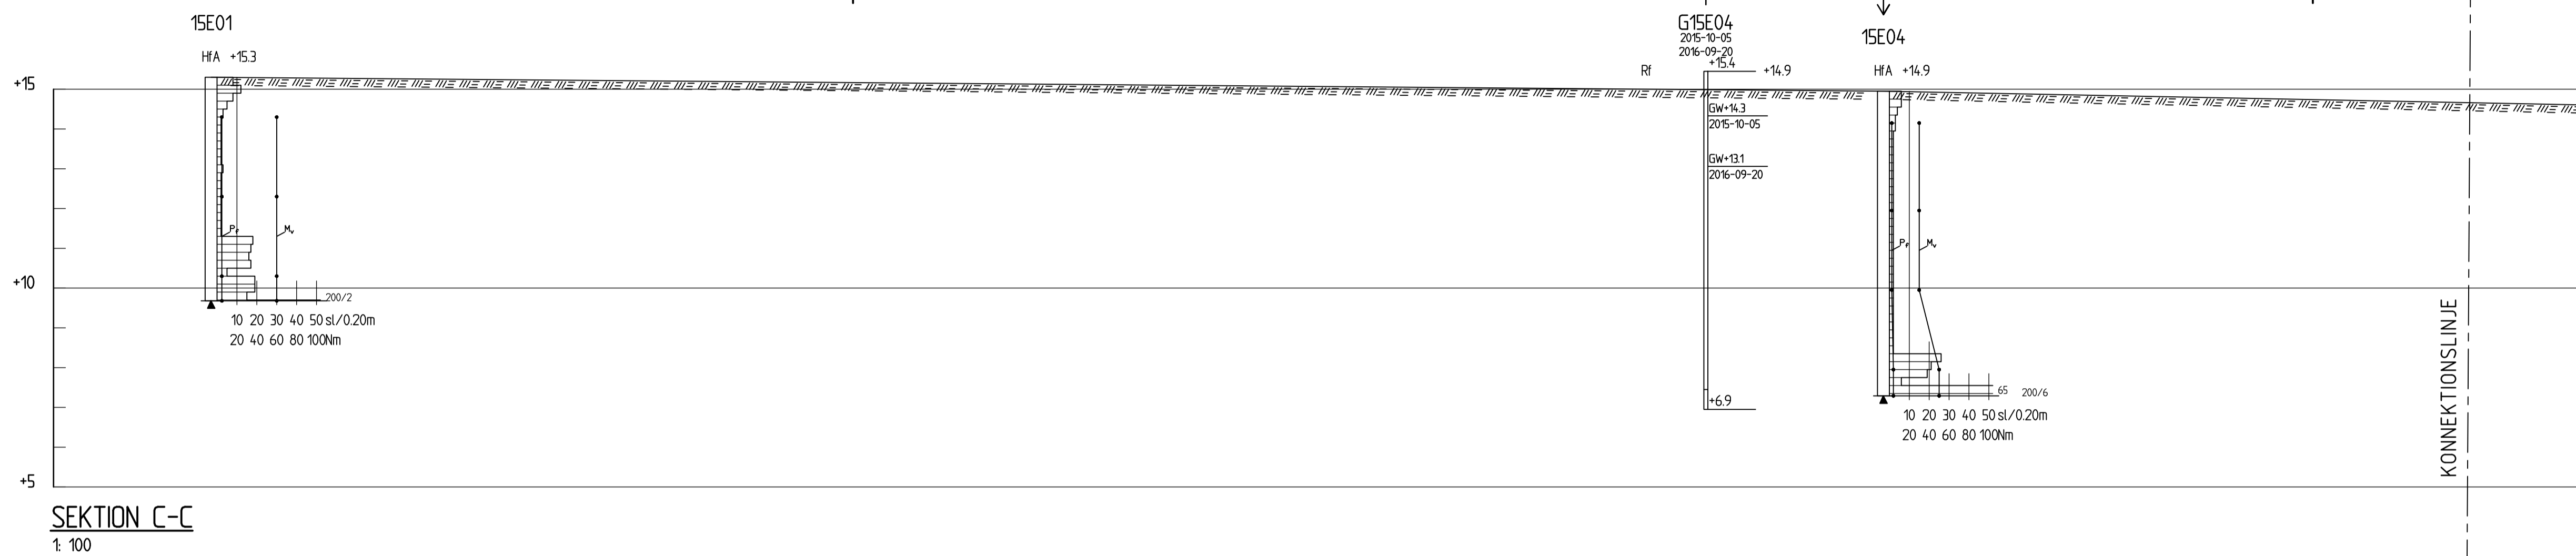 15E01
HfA +15.3
G15E04
2015-10-05
2016-09-20
15E04
HfA +14.9
Rf
+15.4
+14.9
+15
GW+14.3
2015-10-05
GW+13.1
2016-09-20
Pf
Mv
Pf
Mv
+10
200/2
10 20 30 40 50 sl/0.20m
20 40 60 80 100Nm
+6.9
65 200/6
10 20 30 40 50 sl/0.20m
20 40 60 80 100Nm
KONNEKTIONSLINJE
+5
SEKTION C-C
1: 100